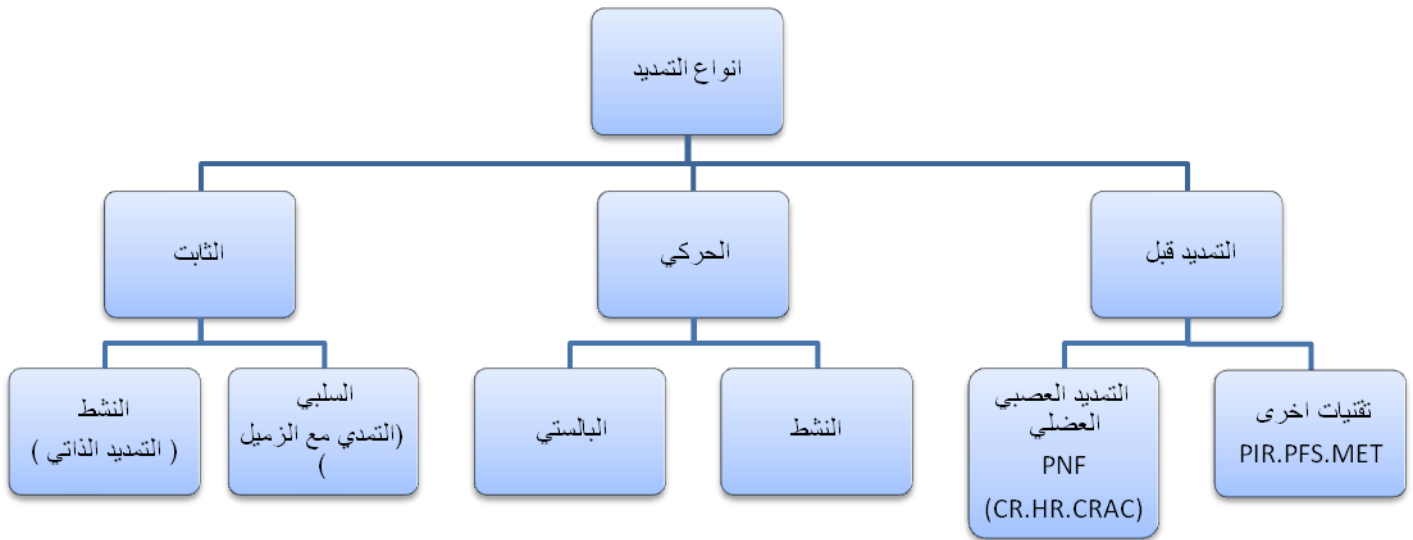 انواع التمديد
التمديد قبل
الحركي
الثابت
تقنيات اخرى
PIR.PFS.MET
التمديد العصبي
العضلي
PNF
(CR.HR.CRAC)
النشط
البالستي
السلبي
(التمدي مع الزميل
)
النشط
( التمديد الذاتي )